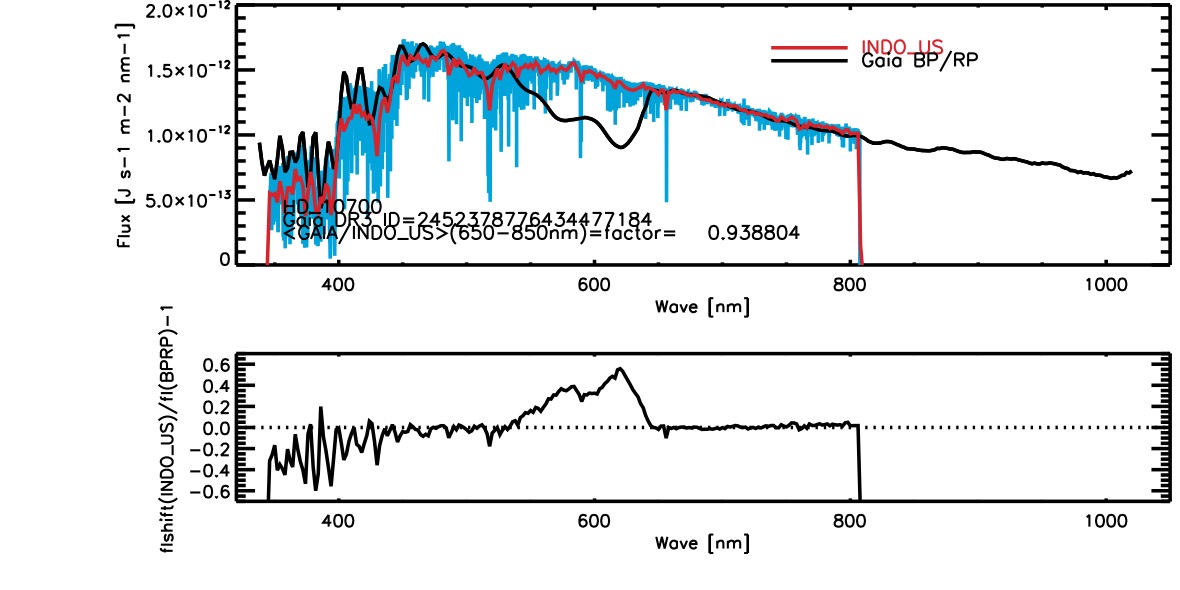 2.0×10⁻¹²
1.5×10⁻¹²
1.0×10⁻¹²
5.0×10⁻¹³
0
Flux [J s−1 m−2 nm−1]
INDO_US
Gaia BP/RP
HD_10700
Gaia DR3 ID=2452378776434477184
<GAIA/INDO_US>(650−850nm)=factor= 0.938804
400 600 800 1000
Wave [nm]
0.6
0.4
0.2
0.0
−0.2
−0.4
−0.6
flshift(INDO_US)/fl(BPRP)−1
400 600 800 1000
Wave [nm]